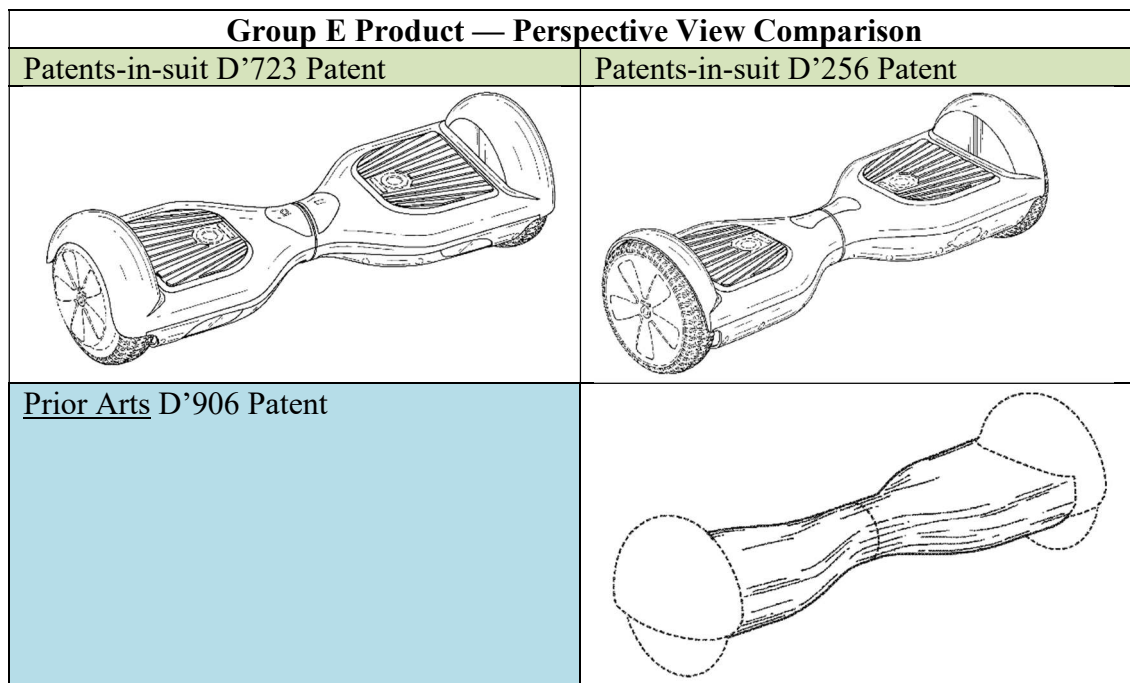 Group E Product — Perspective View Comparison
Patents-in-suit D’723 Patent
Patents-in-suit D’256 Patent
Prior Arts D’906 Patent